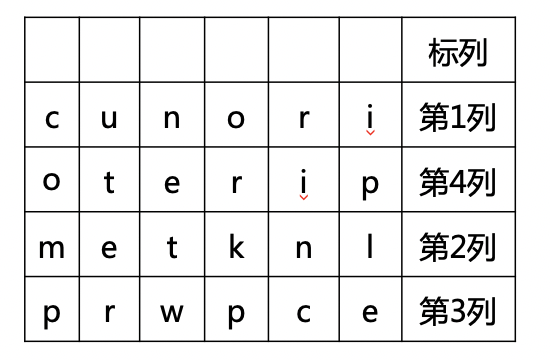 标列
c u n o r i 第1列
o t e r i p 第4列
m e t k n l 第2列
p r w p c e 第3列